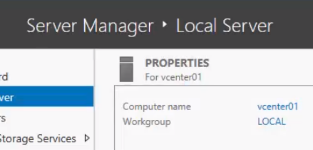 Server Manager ‣ Local Server
PROPERTIES
For vcenter01
rd
ver
rs
Storage Services
Computer name vcenter01
Workgroup LOCAL